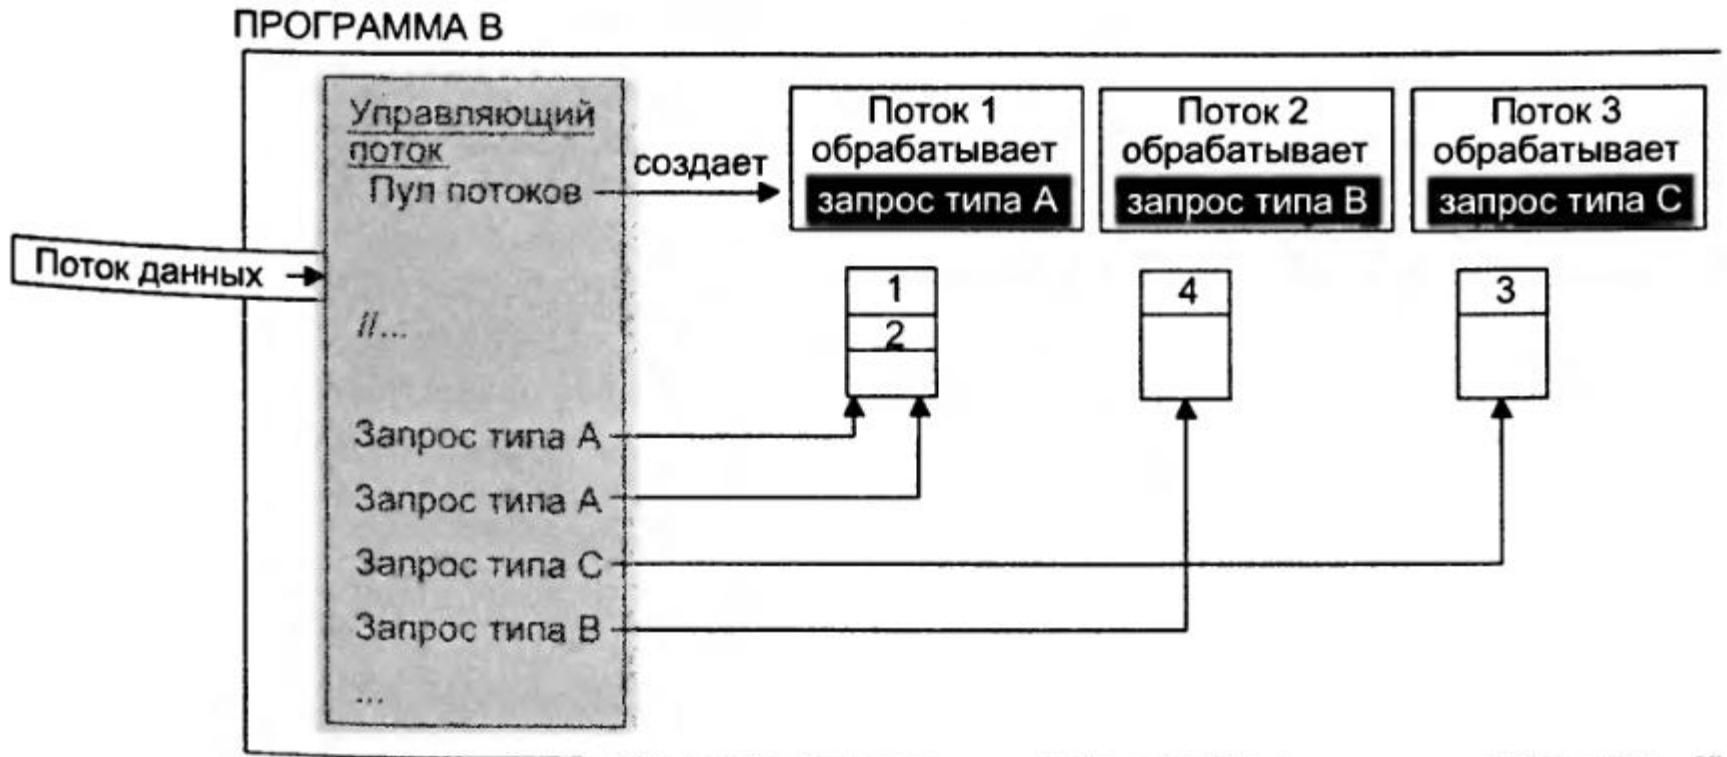 ПРОГРАММА B
Управляющий
поток
Пул потоков
создает
Поток 1
обрабатывает
запрос типа A
Поток 2
обрабатывает
запрос типа B
Поток 3
обрабатывает
запрос типа C
Поток данных
//...
1
2
4
3
Запрос типа A
Запрос типа A
Запрос типа C
Запрос типа B
...